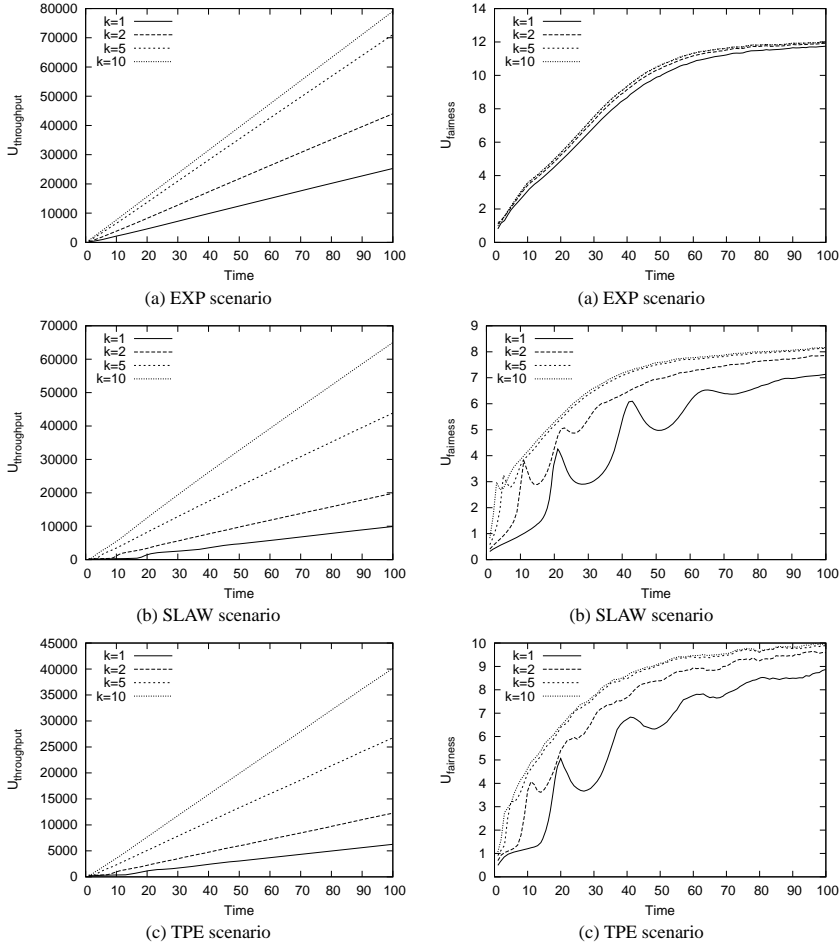 80000
70000
60000
50000
40000
30000
20000
10000
0
U_throughput
k=1
k=2
k=5
k=10
0 10 20 30 40 50 60 70 80 90 100
Time
(a) EXP scenario
14
12
10
8
6
4
2
0
U_fairness
k=1
k=2
k=5
k=10
0 10 20 30 40 50 60 70 80 90 100
Time
(a) EXP scenario
70000
60000
50000
40000
30000
20000
10000
0
U_throughput
k=1
k=2
k=5
k=10
0 10 20 30 40 50 60 70 80 90 100
Time
(b) SLAW scenario
9
8
7
6
5
4
3
2
1
0
U_fairness
k=1
k=2
k=5
k=10
0 10 20 30 40 50 60 70 80 90 100
Time
(b) SLAW scenario
45000
40000
35000
30000
25000
20000
15000
10000
5000
0
U_throughput
k=1
k=2
k=5
k=10
0 10 20 30 40 50 60 70 80 90 100
Time
(c) TPE scenario
10
9
8
7
6
5
4
3
2
1
0
U_fairness
k=1
k=2
k=5
k=10
0 10 20 30 40 50 60 70 80 90 100
Time
(c) TPE scenario